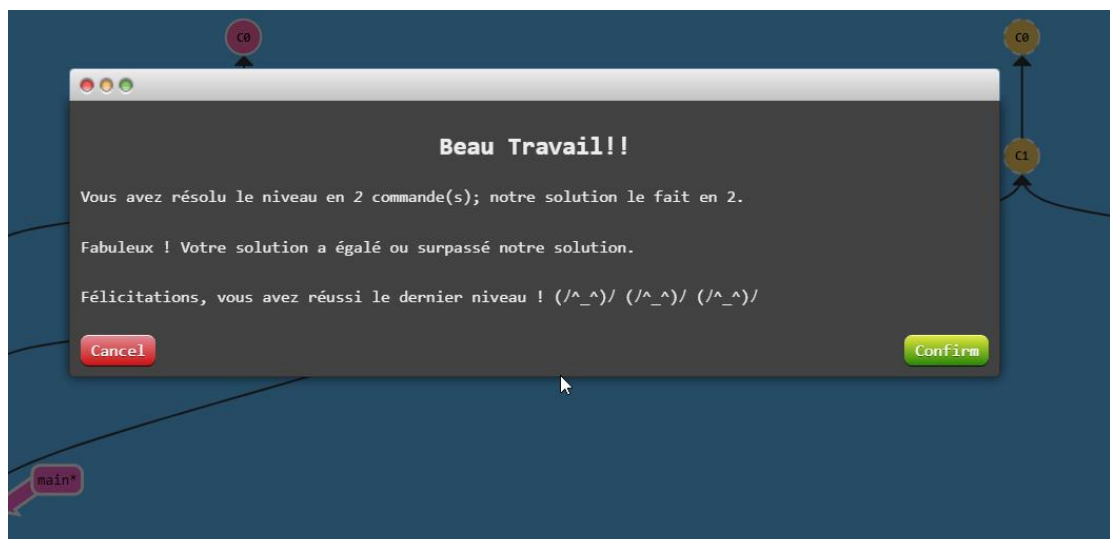 C0
C0
Beau Travail!!
C1
Vous avez résolu le niveau en 2 commande(s); notre solution le fait en 2.
Fabuleux ! Votre solution a égalé ou surpassé notre solution.
Félicitations, vous avez réussi le dernier niveau ! (/^_^)/ (/^_^)/ (/^_^)/
Cancel
Confirm
main*